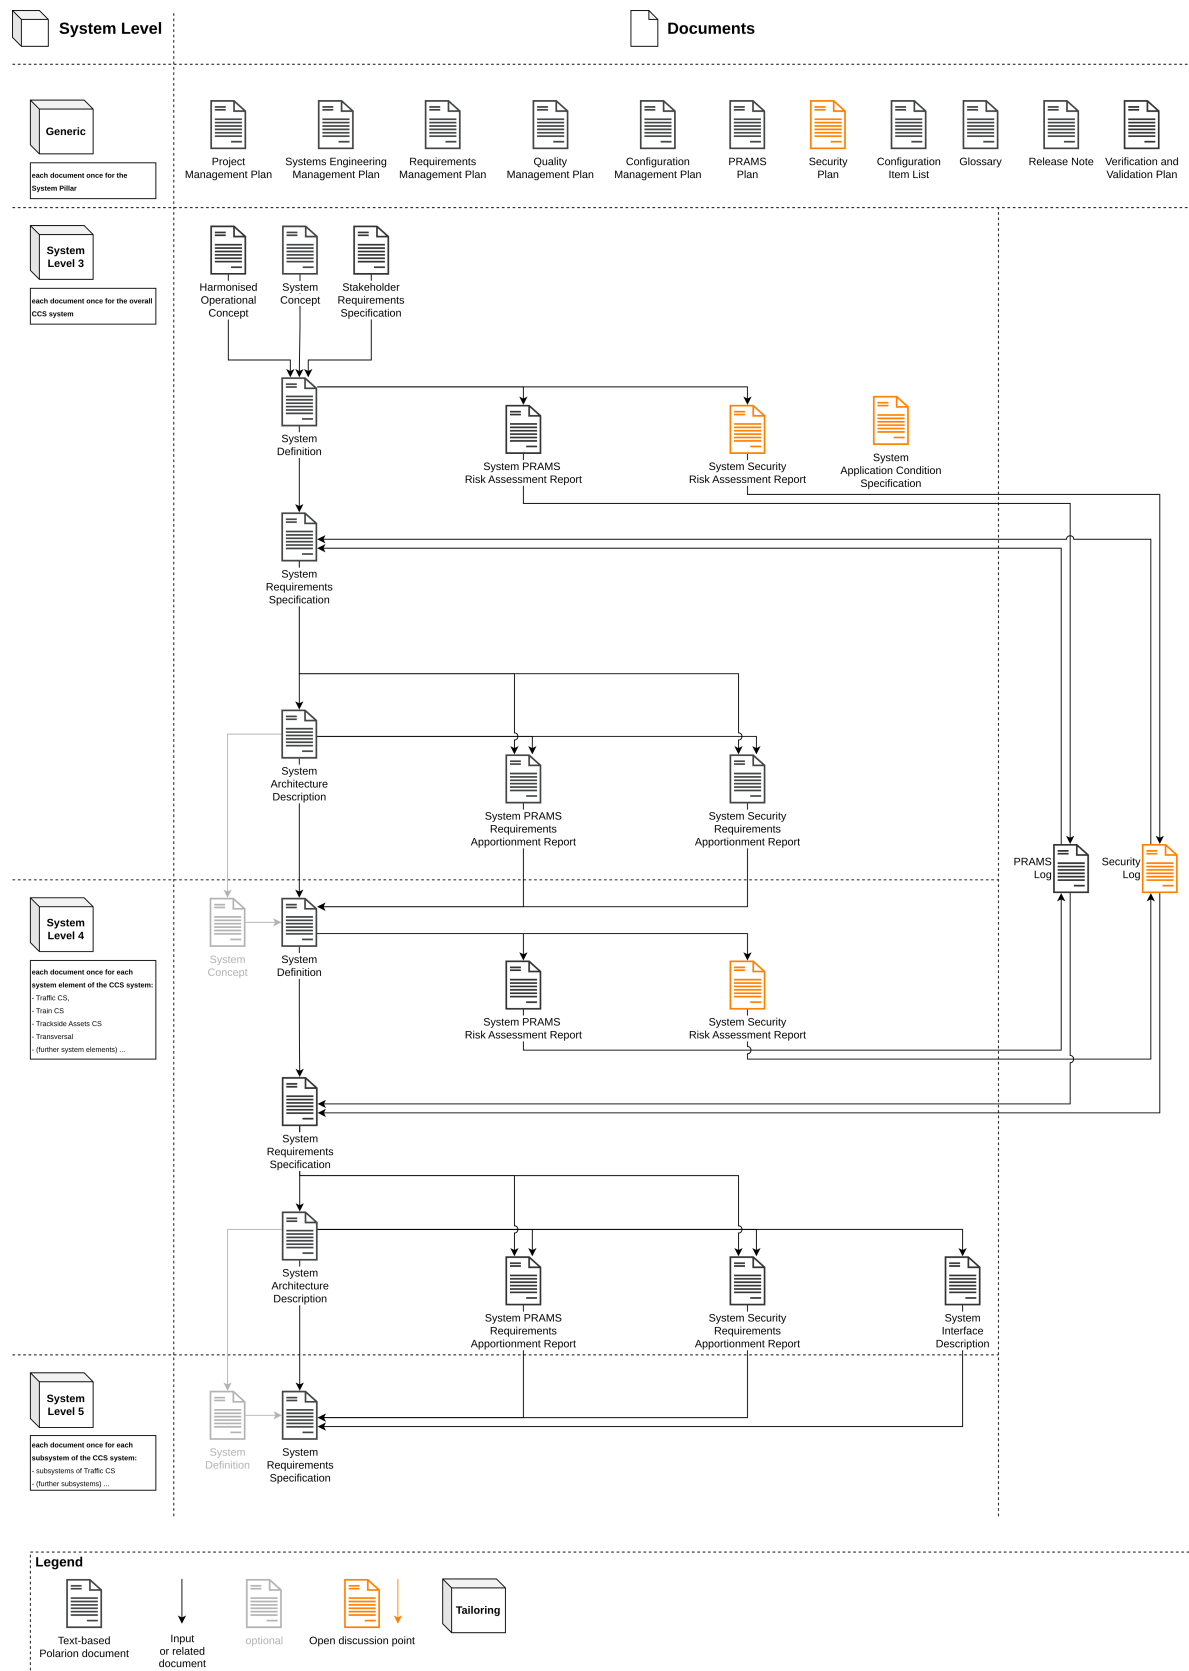 System Level
Documents
Generic
each document once for the
System Pillar
Project
Management Plan
Systems Engineering
Management Plan
Requirements
Management Plan
Quality
Management Plan
Configuration
Management Plan
PRAMS
Plan
Security
Plan
Configuration
Item List
Glossary
Release Note
Verification and
Validation Plan
System
Level 3
each document once for the overall
CCS system
Harmonised
Operational
Concept
System
Concept
Stakeholder
Requirements
Specification
System
Definition
System PRAMS
Risk Assessment Report
System Security
Risk Assessment Report
System
Application Condition
Specification
System
Requirements
Specification
System
Architecture
Description
System PRAMS
Requirements
Apportionment Report
System Security
Requirements
Apportionment Report
PRAMS
Log
Security
Log
System
Level 4
each document once for each
system element of the CCS system:
- Traffic CS,
- Train CS
- Trackside Assets CS
- Transversal
- (further system elements) ...
System
Concept
System
Definition
System PRAMS
Risk Assessment Report
System Security
Risk Assessment Report
System
Requirements
Specification
System
Architecture
Description
System PRAMS
Requirements
Apportionment Report
System Security
Requirements
Apportionment Report
System
Interface
Description
System
Level 5
each document once for each
subsystem of the CCS system:
- subsystems of Traffic CS
- (further subsystems) ...
System
Definition
System
Requirements
Specification
Legend
Text-based
Polarion document
Input
or related
document
optional
Open discussion point
Tailoring